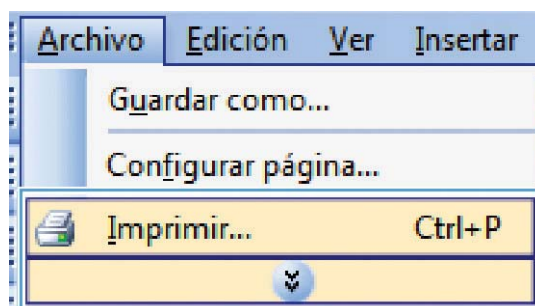 Archivo Edición Ver Insertar
Guardar como...
Configurar página...
Imprimir... Ctrl+P